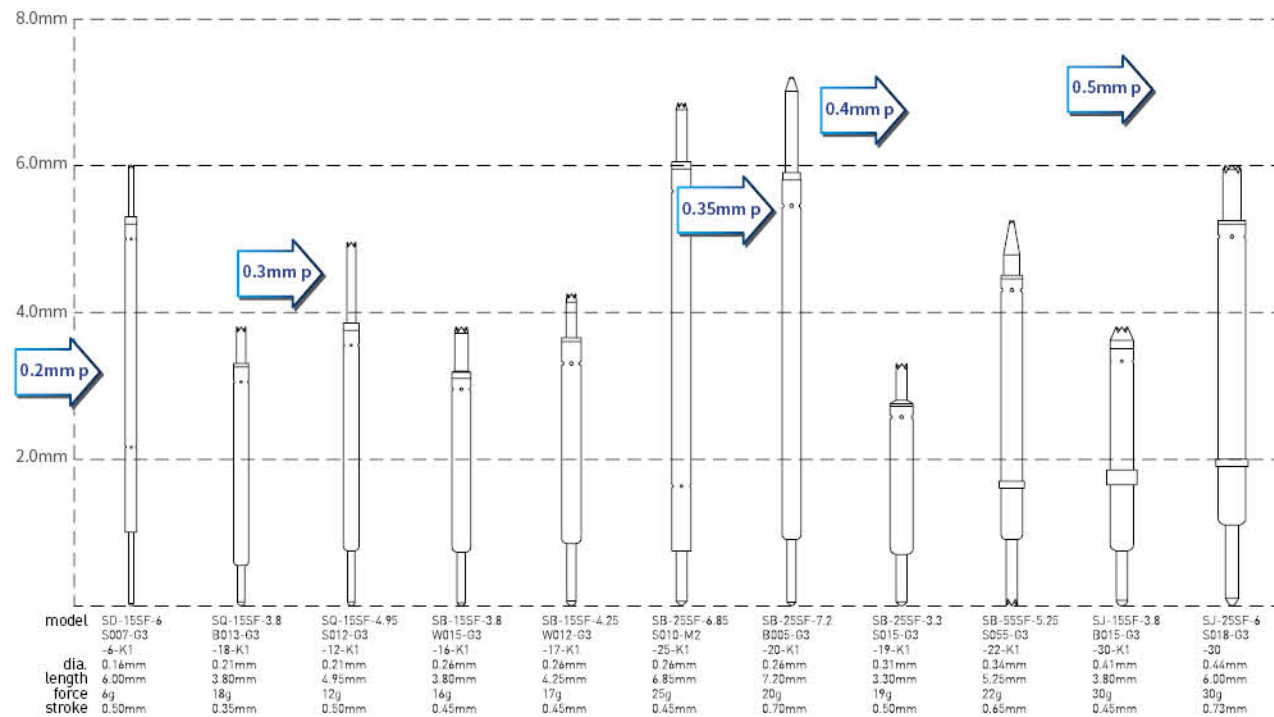 8.0mm
0.5mm p
0.4mm p
6.0mm
0.35mm p
0.3mm p
4.0mm
0.2mm p
2.0mm
model SD-15SSF-6 SQ-15SSF-3.8 SQ-15SSF-4.95 SB-15SSF-3.8 SB-15SSF-4.25 SB-25SSF-6.85 SB-25SSF-7.2 SB-25SSF-3.3 SB-55SF-5.25 SJ-15SF-3.8 SJ-25SF-6
S007-G3 B013-G3 S012-G3 W015-G3 W012-G3 S010-M2 B005-G3 S015-G3 S055-G3 B015-G3 S018-G3
-6-K1 -18-K1 -12-K1 -16-K1 -17-K1 -25-K1 -20-K1 -19-K1 -22-K1 -30-K1 -30
dia. 0.16mm 0.21mm 0.21mm 0.26mm 0.26mm 0.26mm 0.26mm 0.31mm 0.34mm 0.41mm 0.44mm
length 6.00mm 3.80mm 4.95mm 3.80mm 4.25mm 6.85mm 7.20mm 3.30mm 5.25mm 3.80mm 6.00mm
force 6g 18g 12g 16g 17g 25g 20g 19g 22g 30g 30g
stroke 0.50mm 0.35mm 0.50mm 0.45mm 0.45mm 0.45mm 0.70mm 0.50mm 0.65mm 0.45mm 0.73mm